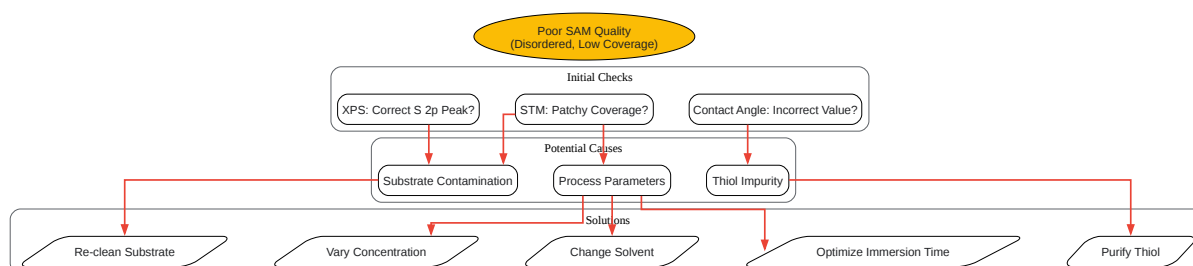 Poor SAM Quality
(Disordered, Low Coverage)
Initial Checks
XPS: Correct S 2p Peak?
STM: Patchy Coverage?
Contact Angle: Incorrect Value?
Potential Causes
Substrate Contamination
Process Parameters
Thiol Impurity
Solutions
Re-clean Substrate
Vary Concentration
Change Solvent
Optimize Immersion Time
Purify Thiol